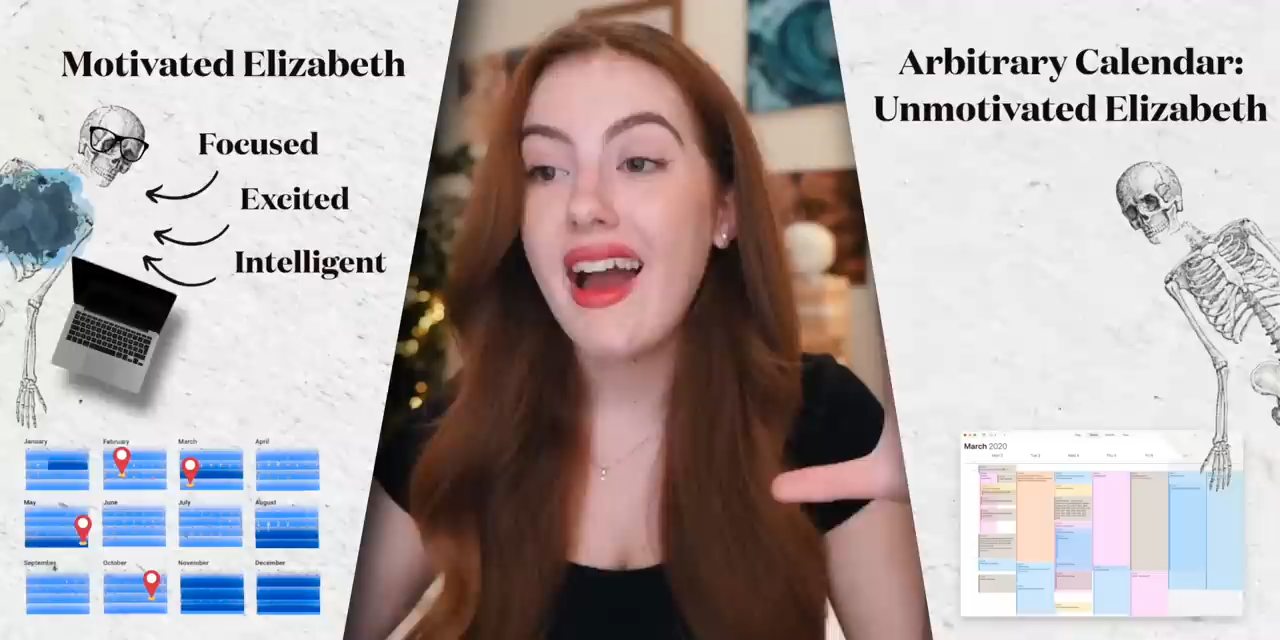 Motivated Elizabeth
Focused
Excited
Intelligent
January
February
March
April
May
June
July
August
September
October
November
December
Arbitrary Calendar:
Unmotivated Elizabeth
March 2020